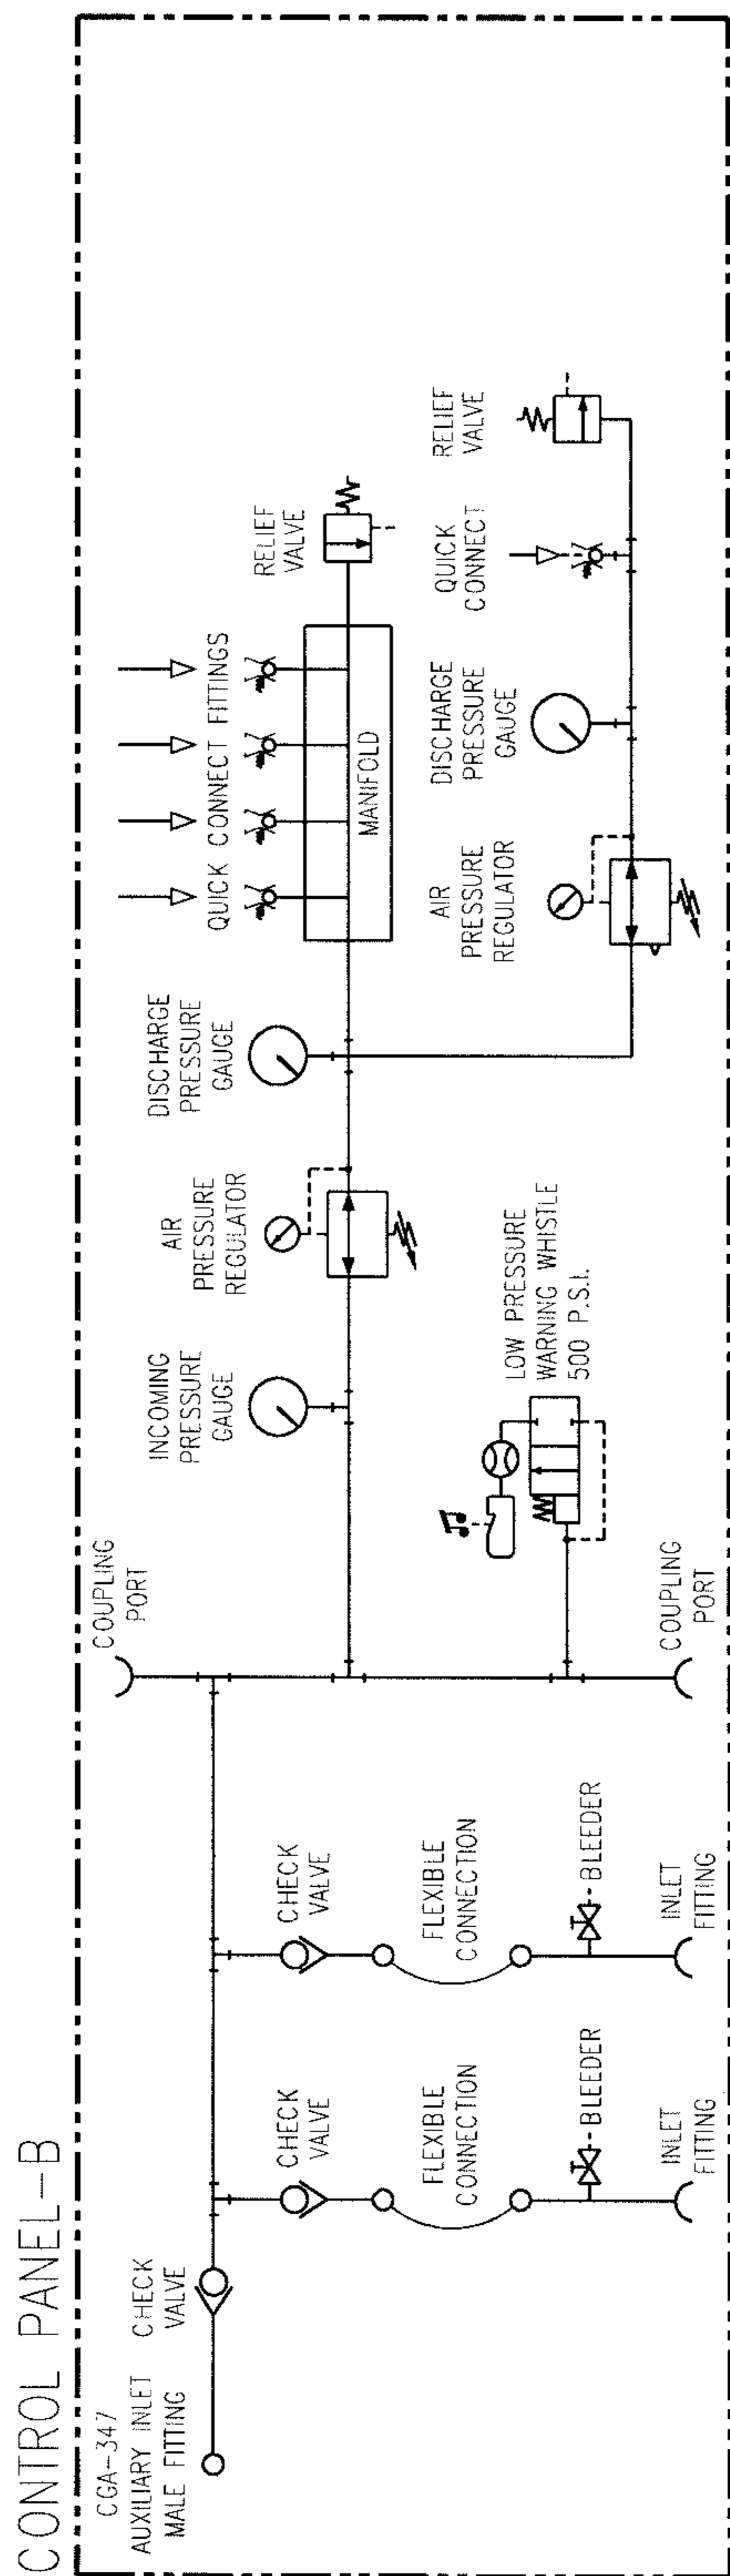 CONTROL PANEL-B
CGA-347
AUXILIARY INLET
MALE FITTING
CHECK
VALVE
CHECK
VALVE
FLEXIBLE
CONNECTION
BLEEDER
INLET
FITTING
CHECK
VALVE
FLEXIBLE
CONNECTION
BLEEDER
INLET
FITTING
COUPLING
PORT
COUPLING
PORT
LOW PRESSURE
WARNING WHISTLE
500 P.S.I.
INCOMING
PRESSURE
GAUGE
AIR
PRESSURE
REGULATOR
DISCHARGE
PRESSURE
GAUGE
QUICK CONNECT FITTINGS
MANIFOLD
RELIEF
VALVE
AIR
PRESSURE
REGULATOR
DISCHARGE
PRESSURE
GAUGE
QUICK
CONNECT
RELIEF
VALVE